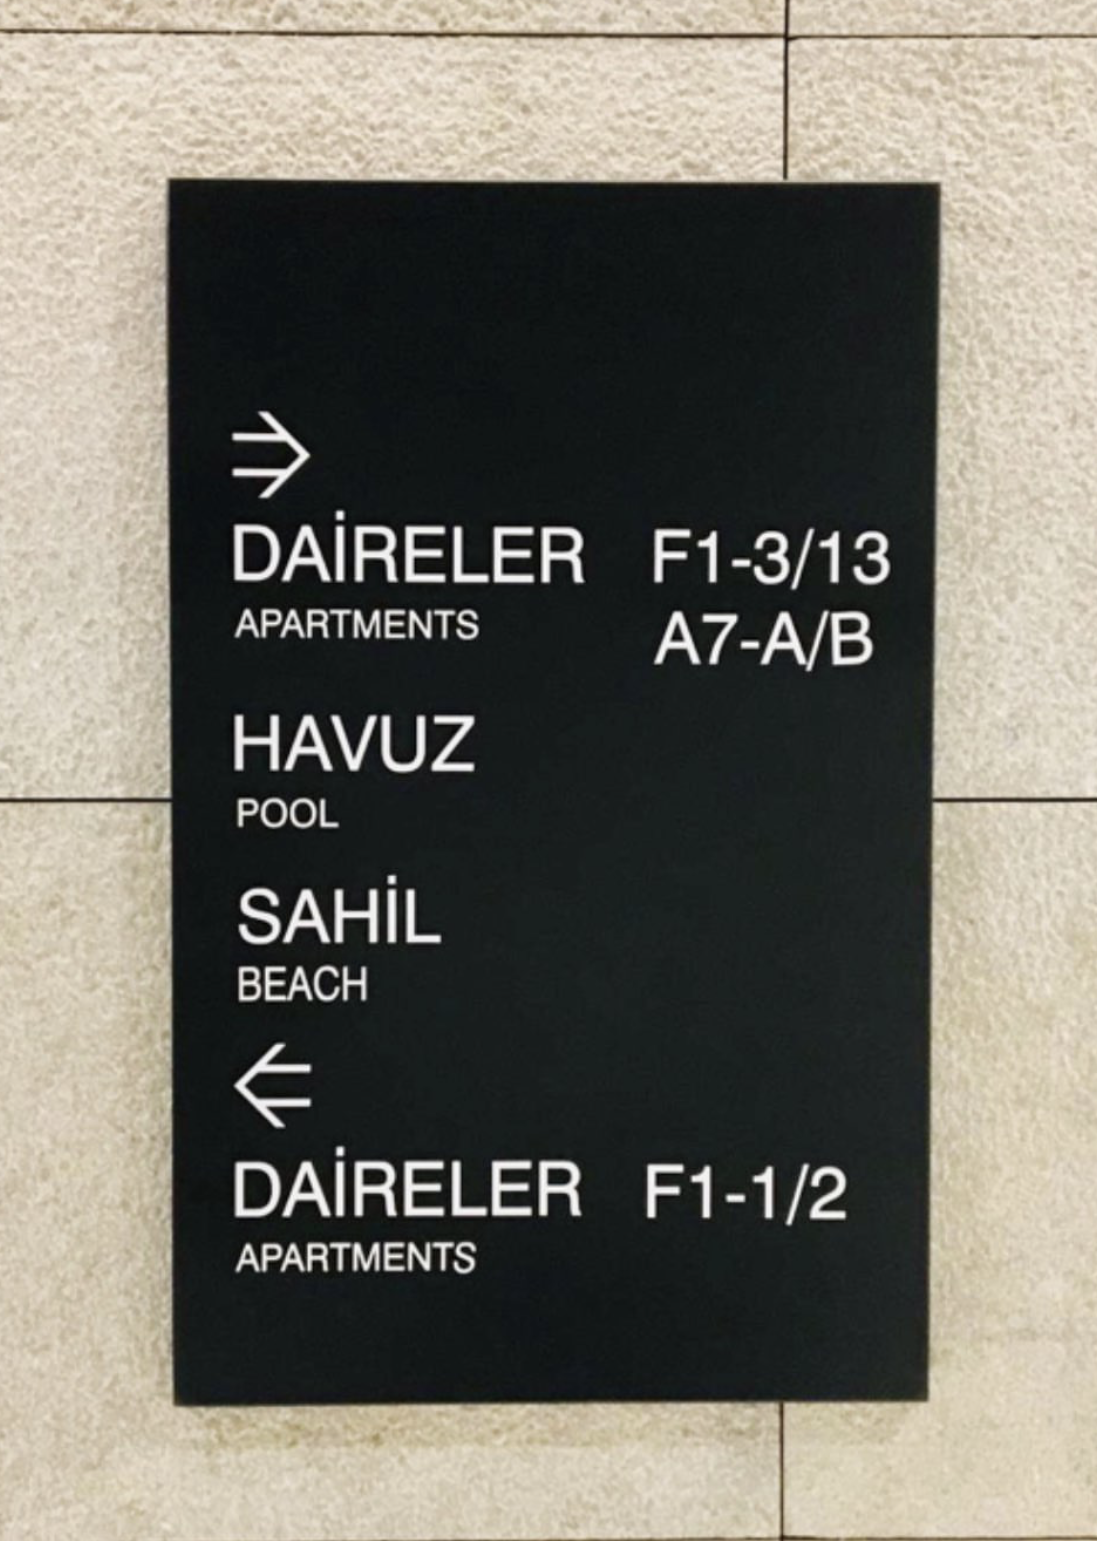 DAİRELER F1-3/13
APARTMENTS A7-A/B
HAVUZ
POOL
SAHİL
BEACH
DAİRELER F1-1/2
APARTMENTS